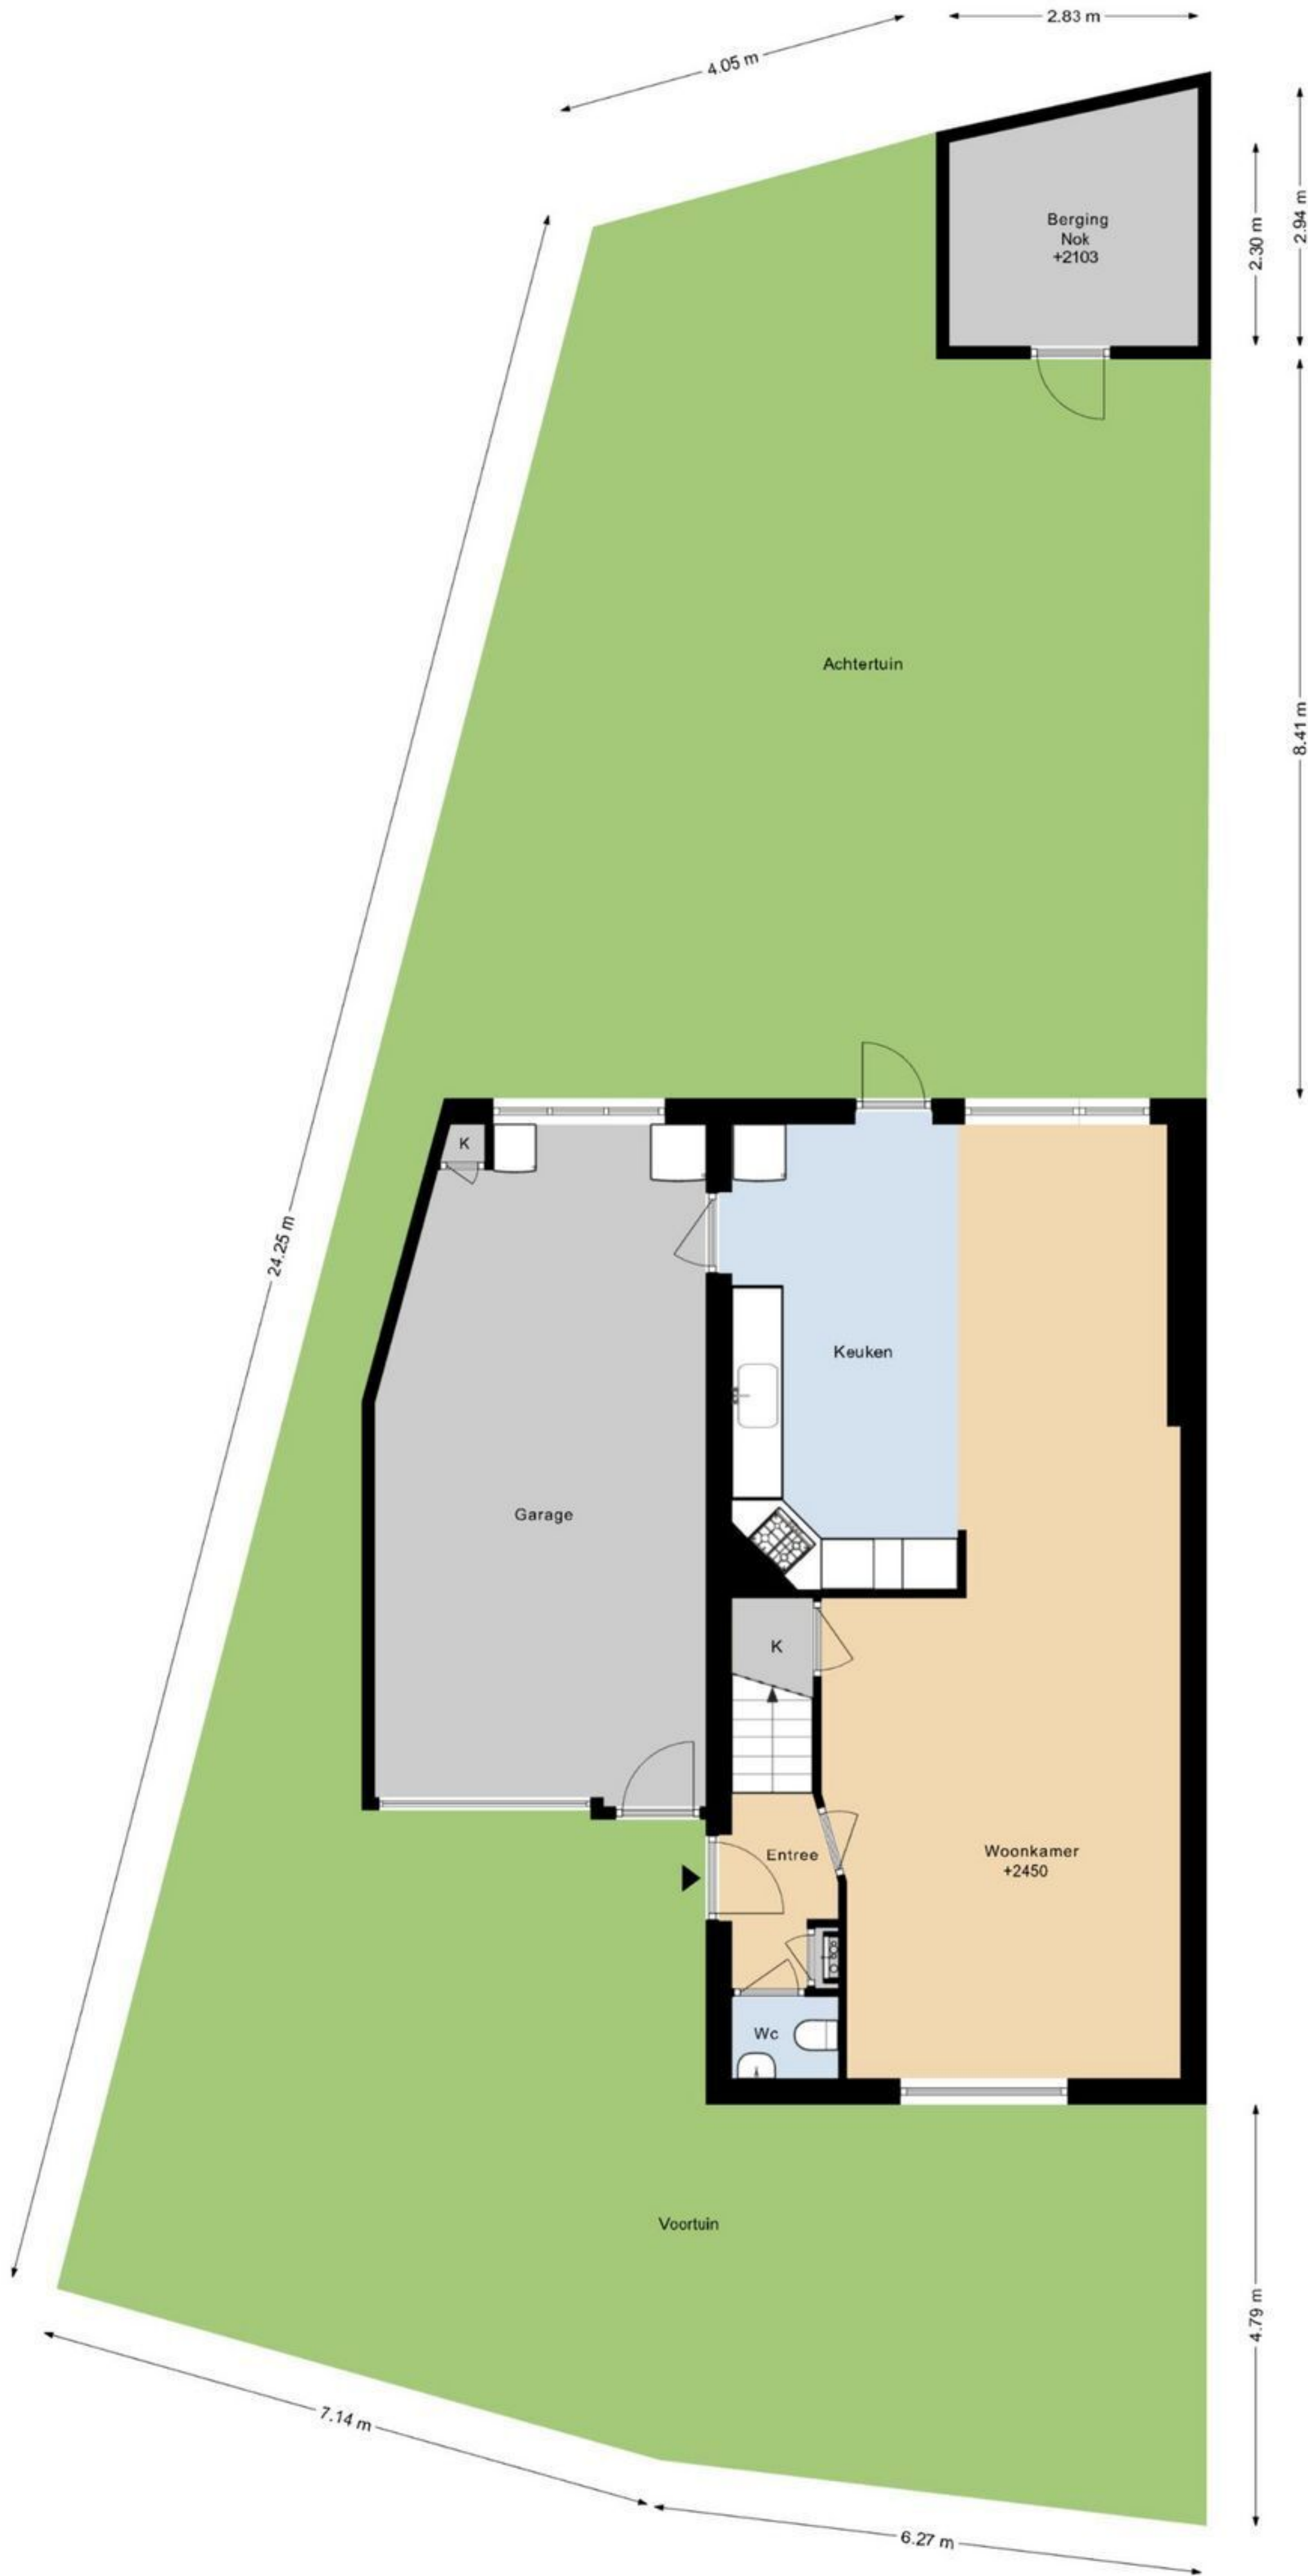 2.83 m
4.05 m
Berging
Nok
+2103
2.30 m
2.94 m
Achtertuin
8.41 m
K
24.25 m
Keuken
Garage
K
Entree
Woonkamer
+2450
Wc
Voortuin
4.79 m
7.14 m
6.27 m